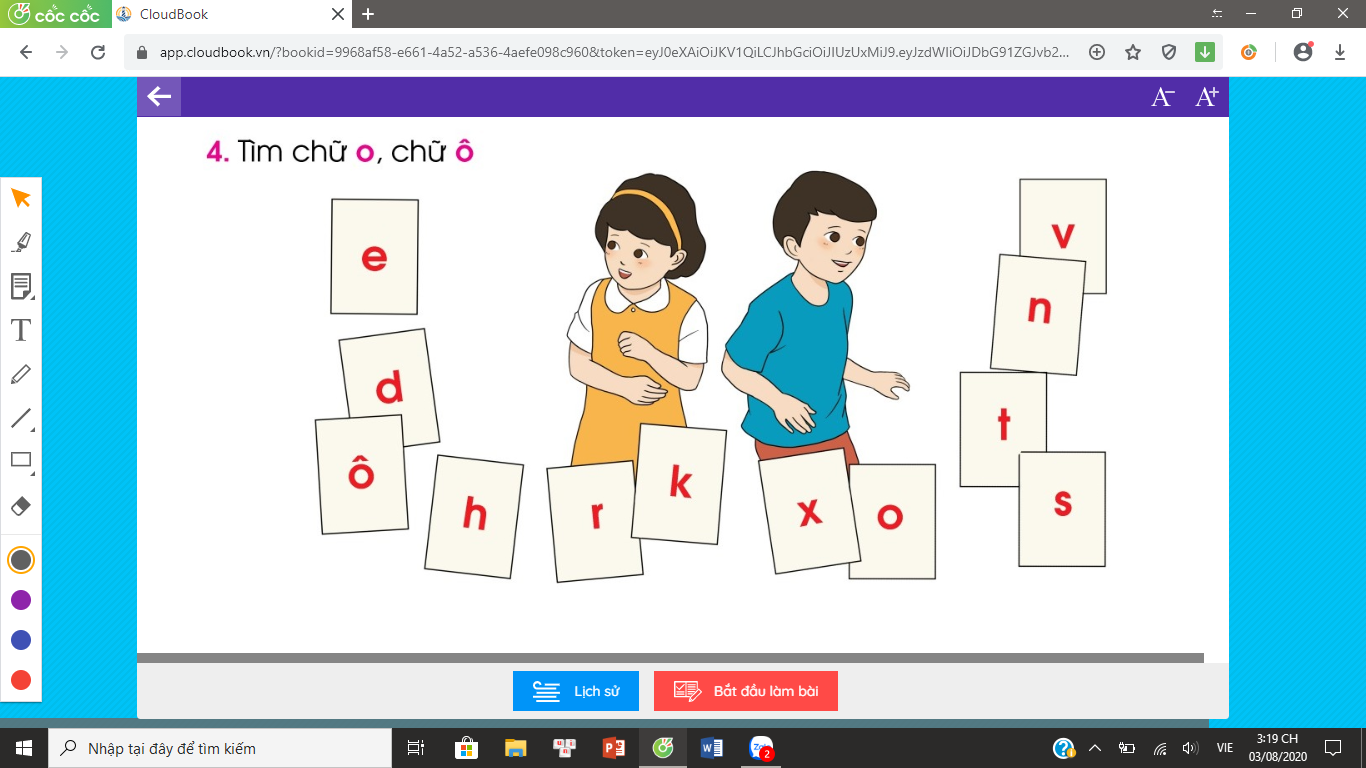 cốc cốc
CloudBook
app.cloudbook.vn/?bookid=9968af58-e661-4a52-a536-4aefe098c960&token=eyJ0eXAiOiJKV1QiLCJhbGciOiJIUzUxMiJ9.eyJzdWIiOiJDbG91ZGJvb2...
A− A+
4. Tìm chữ o, chữ ô
e
v
n
d
t
ô
h
r
k
x
o
s
T
Lịch sử
Bắt đầu làm bài
Nhập tại đây để tìm kiếm
2
VIE
3:19 CH
03/08/2020